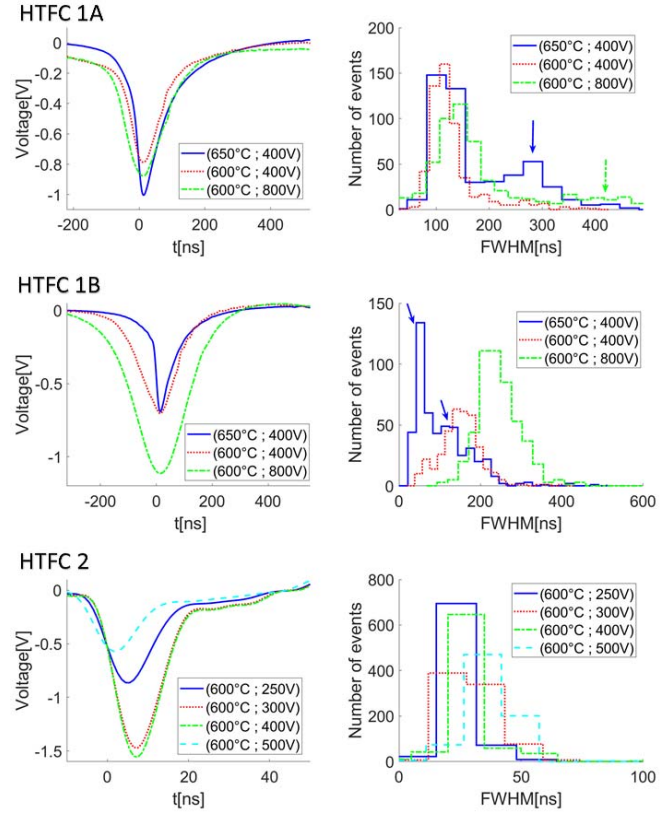 HTFC 1A
0
-0.2
-0.4
-0.6
-0.8
-1
Voltage[V]
(650°C ; 400V)
(600°C ; 400V)
(600°C ; 800V)
-200 0 200 400
t[ns]
200
150
100
50
0
Number of events
(650°C ; 400V)
(600°C ; 400V)
(600°C ; 800V)
100 200 300 400
FWHM[ns]
HTFC 1B
0
-0.5
-1
Voltage[V]
(650°C ; 400V)
(600°C ; 400V)
(600°C ; 800V)
-200 0 200 400
t[ns]
150
100
50
0
Number of events
(650°C ; 400V)
(600°C ; 400V)
(600°C ; 800V)
0 200 400 600
FWHM[ns]
HTFC 2
0
-0.5
-1
-1.5
Voltage[V]
(600°C ; 250V)
(600°C ; 300V)
(600°C ; 400V)
(600°C ; 500V)
0 20 40
t[ns]
800
600
400
200
0
Number of events
(600°C ; 250V)
(600°C ; 300V)
(600°C ; 400V)
(600°C ; 500V)
0 50 100
FWHM[ns]